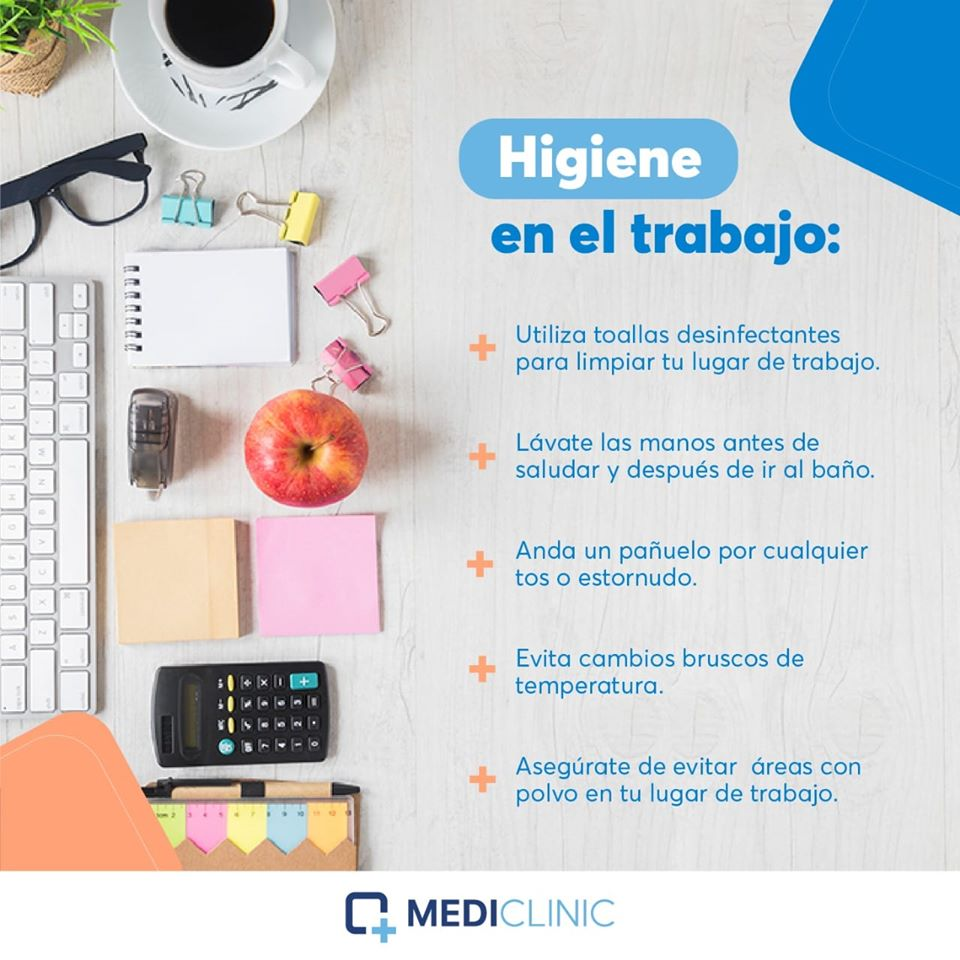 Higiene
en el trabajo:
Utiliza toallas desinfectantes
para limpiar tu lugar de trabajo.
Lávate las manos antes de
saludar y después de ir al baño.
Anda un pañuelo por cualquier
tos o estornudo.
Evita cambios bruscos de
temperatura.
Asegúrate de evitar áreas con
polvo en tu lugar de trabajo.
MEDICLINIC